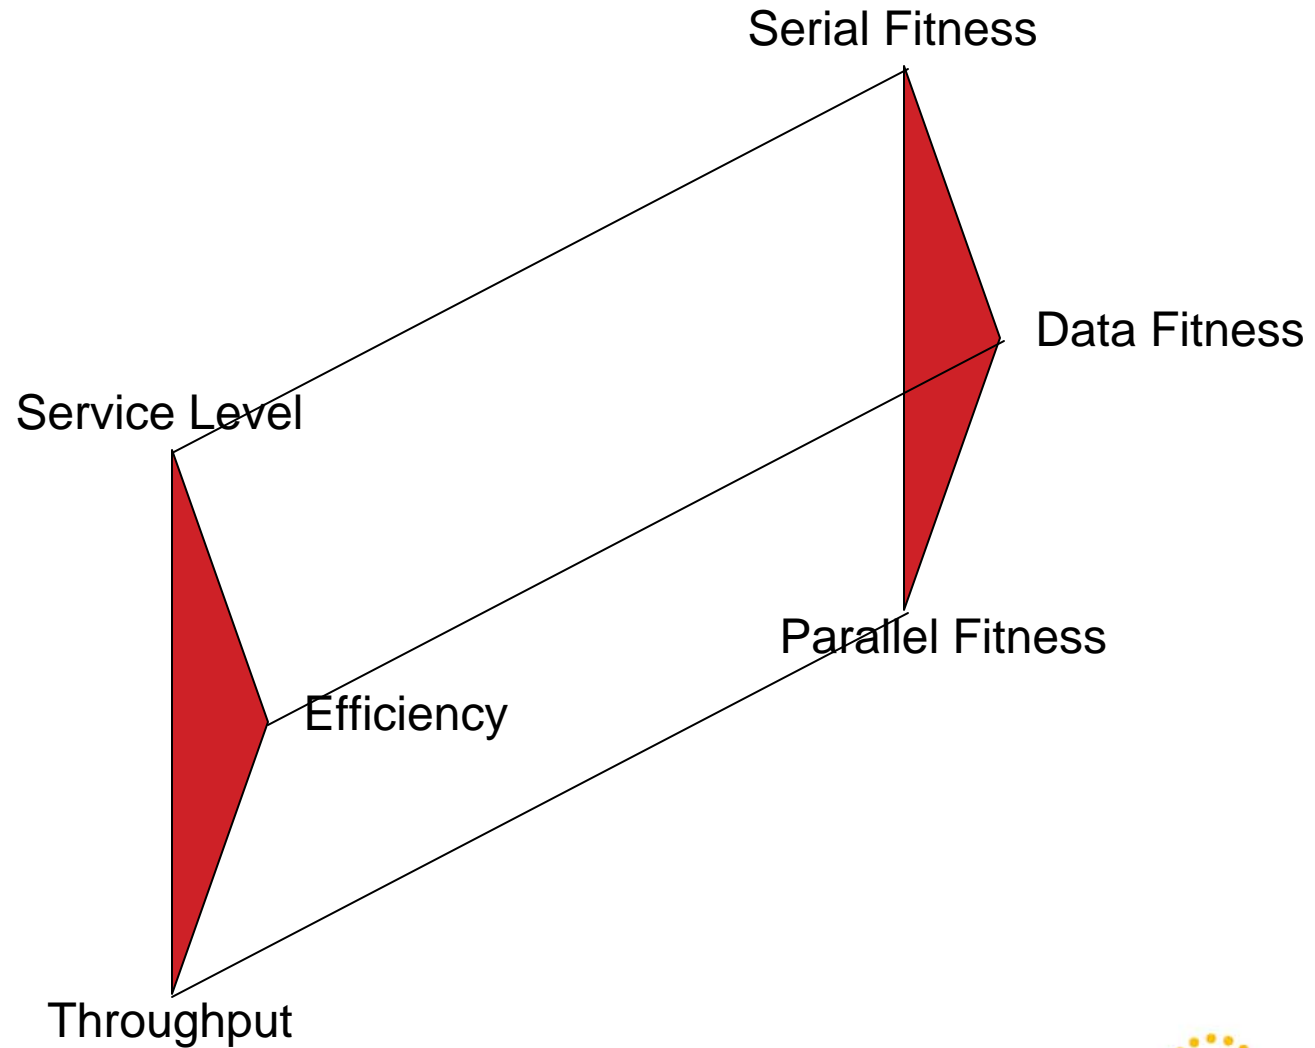 Serial Fitness
Data Fitness
Service Level
Parallel Fitness
Efficiency
Throughput